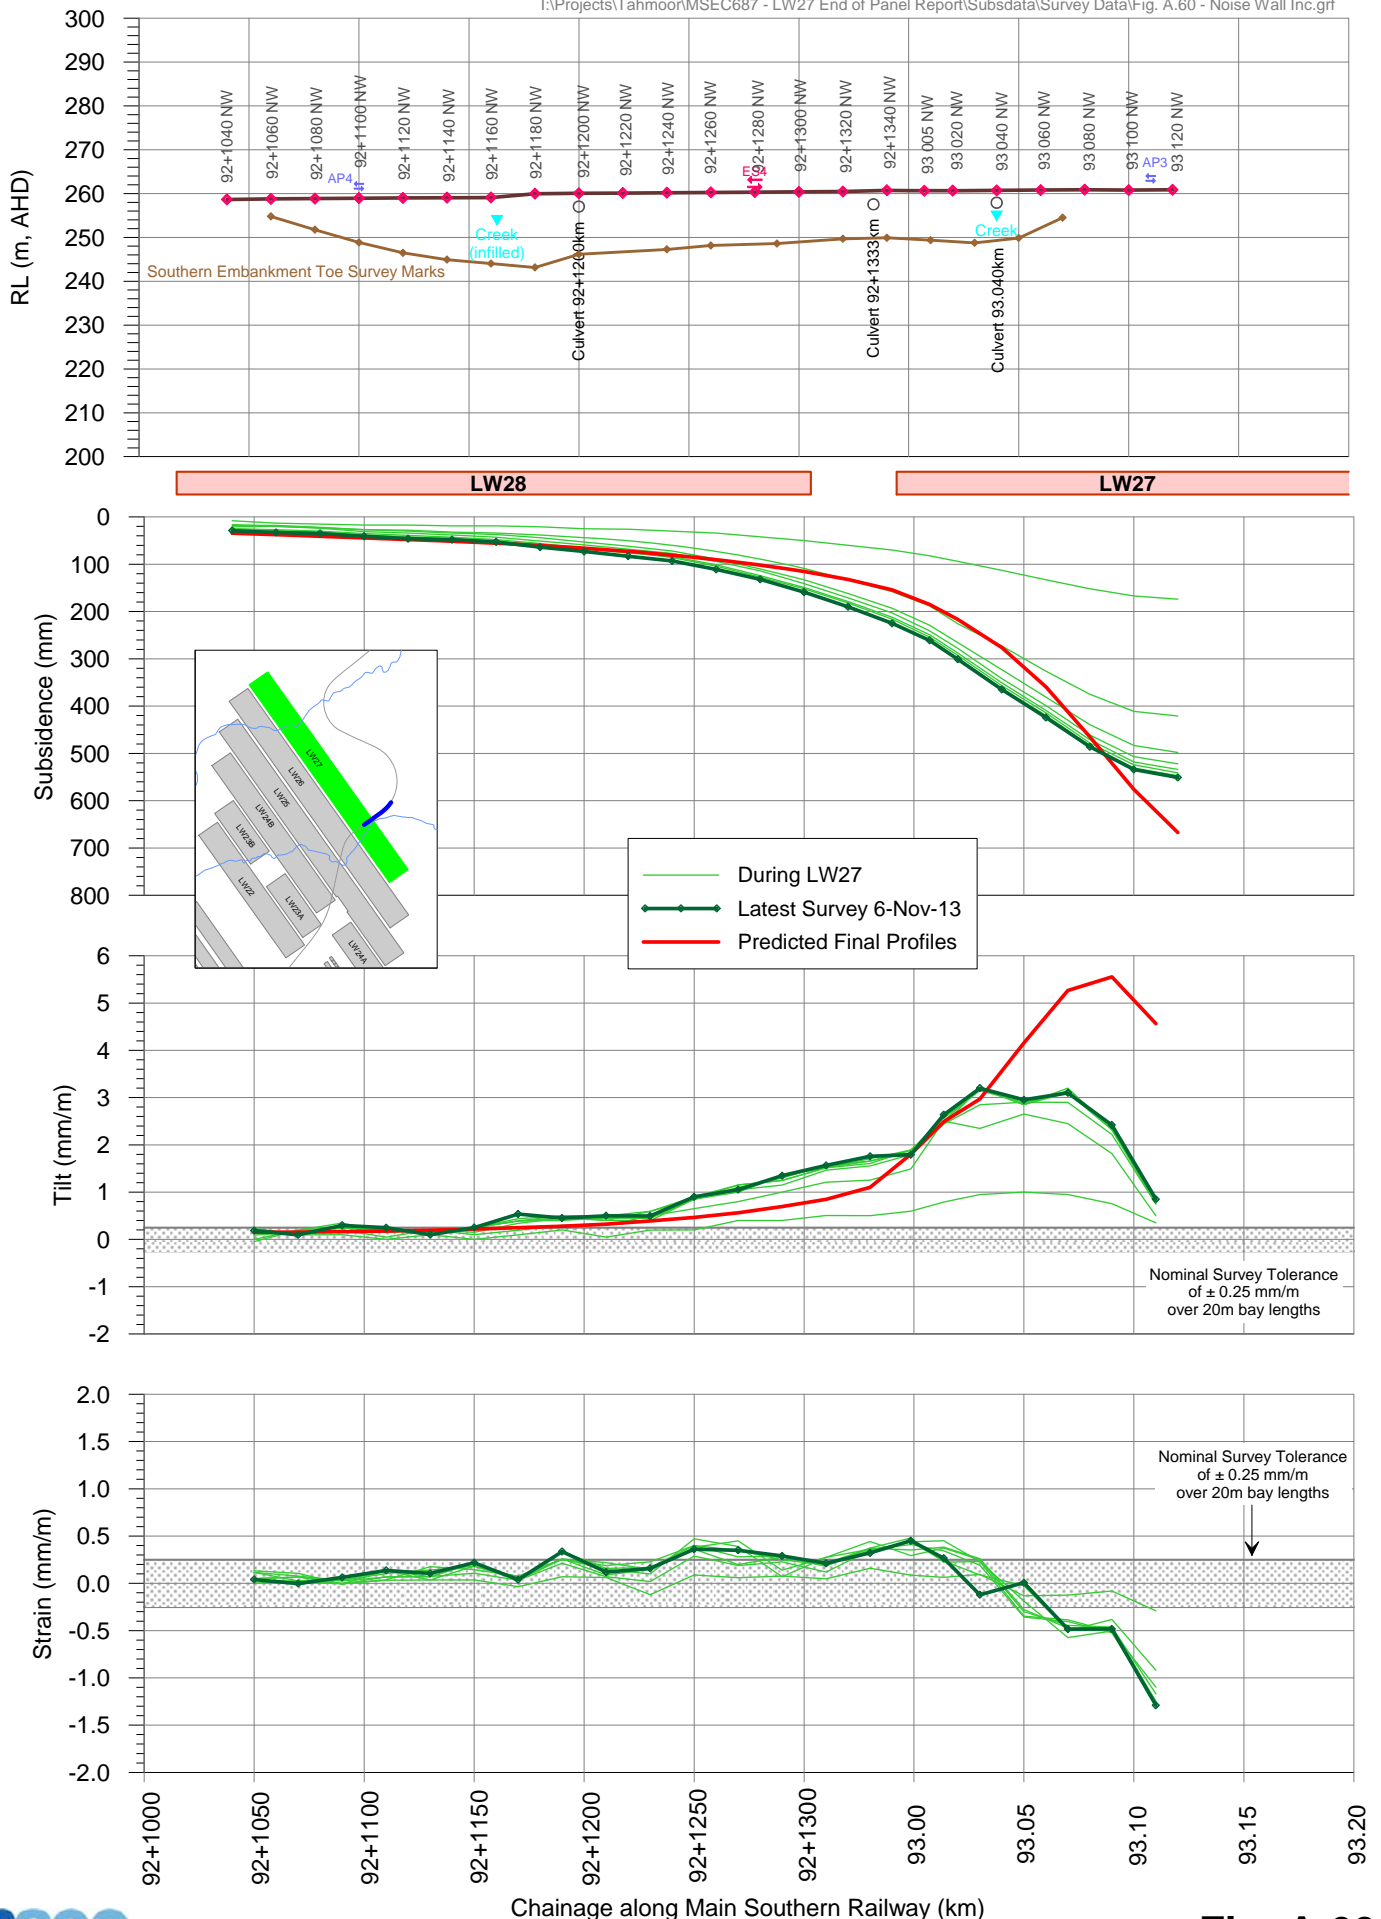 T:\Projects\Tahmoor\MSEC687 - LW27 End of Panel Report\Subsdata\Survey Data\Fig. A.60 - Noise Wall Inc.grf
300
290
280
270
260
250
240
230
220
210
200
RL (m, AHD)
92+1040 NW
92+1060 NW
92+1080 NW
92+1100 NW
92+1120 NW
92+1140 NW
92+1160 NW
92+1180 NW
92+1200 NW
92+1220 NW
92+1240 NW
92+1260 NW
92+1280 NW
92+1300 NW
92+1320 NW
92+1340 NW
93 005 NW
93 020 NW
93 040 NW
93 060 NW
93 080 NW
93 100 NW
93 120 NW
AP4
ES4
AP3
Creek
(infilled)
Creek
Southern Embankment Toe Survey Marks
Culvert 92+1200km
Culvert 92+1333km
Culvert 93.040km
LW28
LW27
0
100
200
300
400
500
600
700
800
Subsidence (mm)
LW27
LW26
LW25
LW24B
LW23B
LW22
LW23A
LW24A
During LW27
Latest Survey 6-Nov-13
Predicted Final Profiles
6
5
4
3
2
1
0
-1
-2
Tilt (mm/m)
Nominal Survey Tolerance
of ± 0.25 mm/m
over 20m bay lengths
2.0
1.5
1.0
0.5
0.0
-0.5
-1.0
-1.5
-2.0
Strain (mm/m)
Nominal Survey Tolerance
of ± 0.25 mm/m
over 20m bay lengths
92+1000
92+1050
92+1100
92+1150
92+1200
92+1250
92+1300
93.00
93.05
93.10
93.15
93.20
Chainage along Main Southern Railway (km)